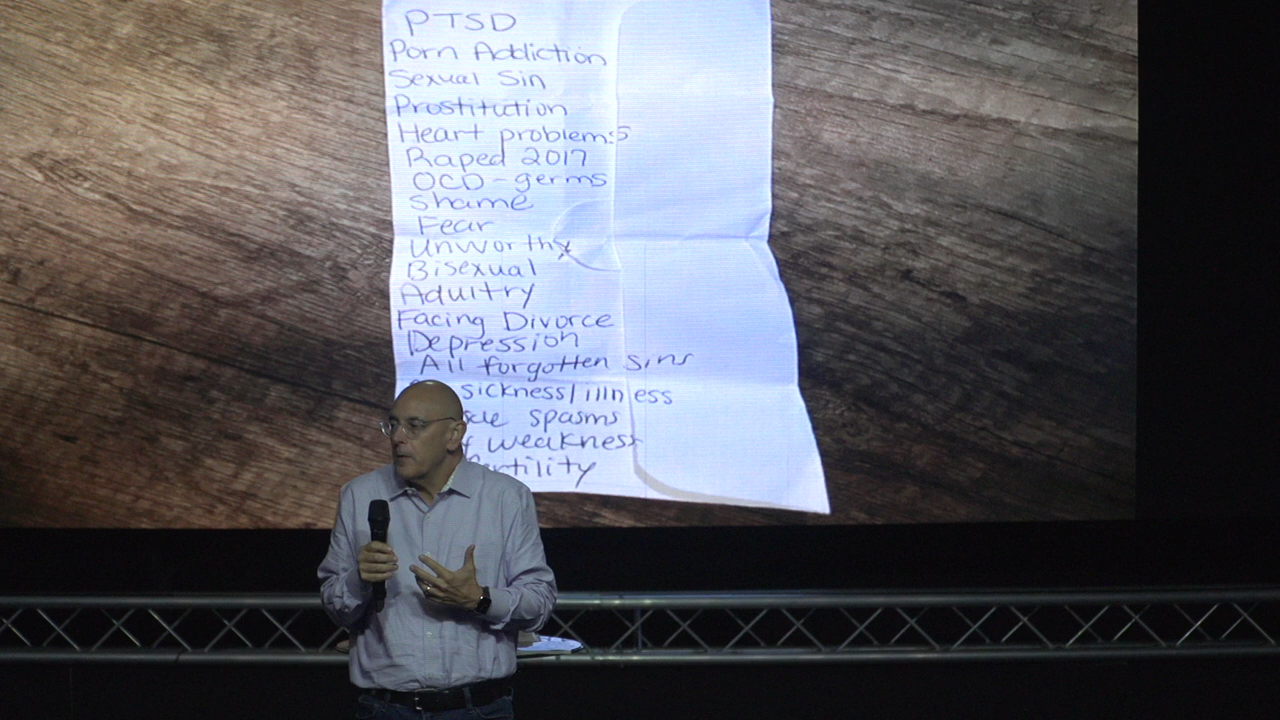 PTSD
Porn Addiction
Sexual Sin
Prostitution
Heart problems
Raped 2017
OCD-germs
Shame
Fear
Unworthy
Bisexual
Adultry
Facing Divorce
Depression
All forgotten sins
sickness/illness
spasms
weakness